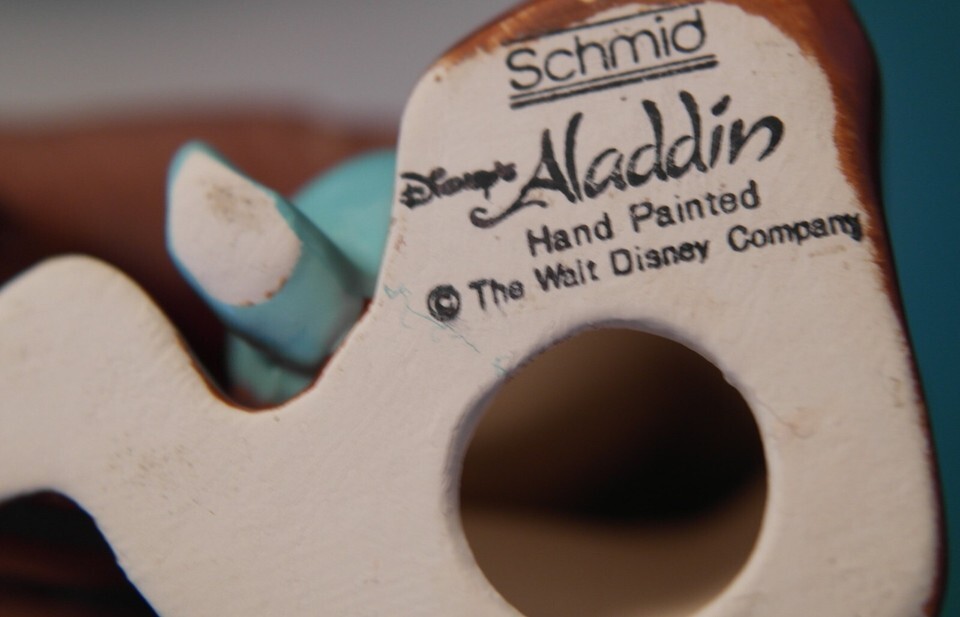 Schmid
Disney's Aladdin
Hand Painted
© The Walt Disney Company